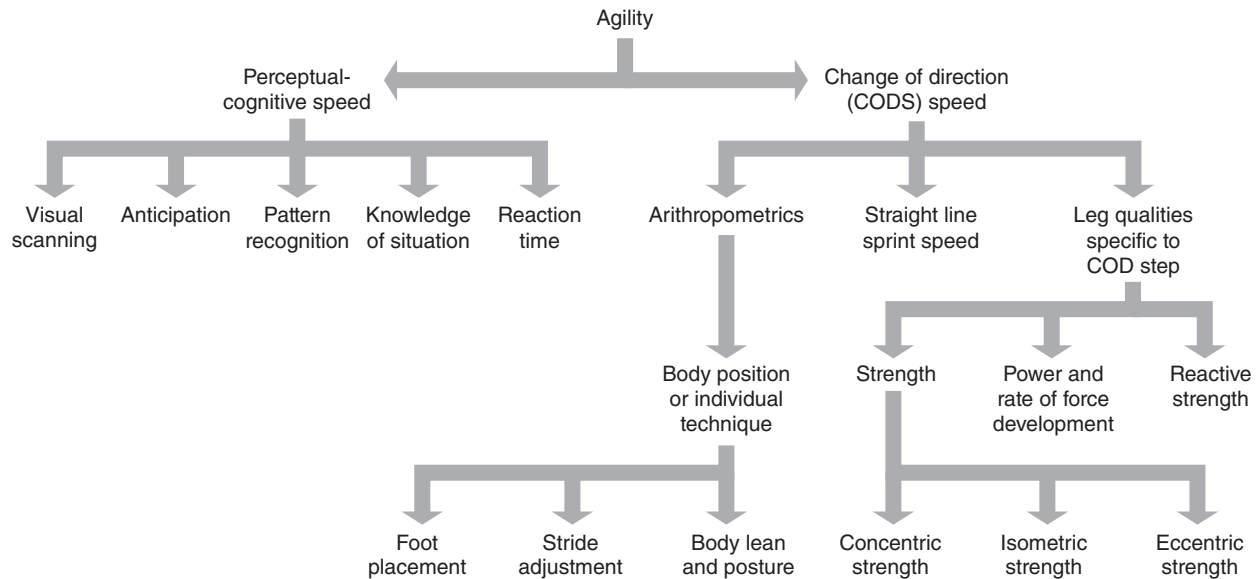 Agility
Perceptual-
cognitive speed
Change of direction
(CODS) speed
Visual
scanning
Anticipation
Pattern
recognition
Knowledge
of situation
Reaction
time
Arithropometrics
Straight line
sprint speed
Leg qualities
specific to
COD step
Body position
or individual
technique
Strength
Power and
rate of force
development
Reactive
strength
Foot
placement
Stride
adjustment
Body lean
and posture
Concentric
strength
Isometric
strength
Eccentric
strength